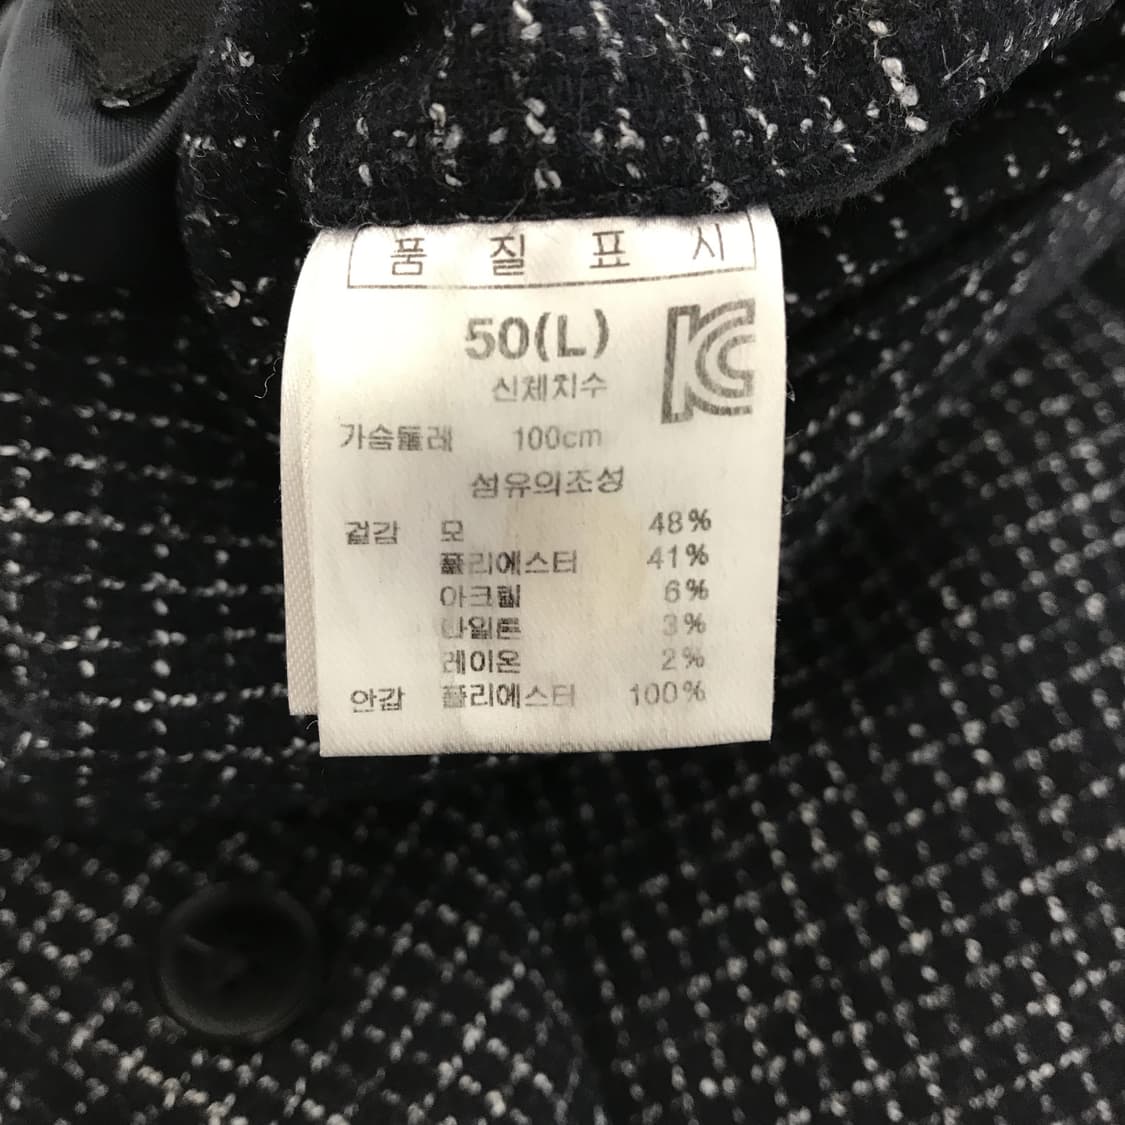 품 질 표 시
50(L)
KC
신체치수
가슴둘레 100cm
섬유의조성
겉감 모 48%
폴리에스터 41%
아크릴 6%
나일론 3%
레이온 2%
안감 폴리에스터 100%